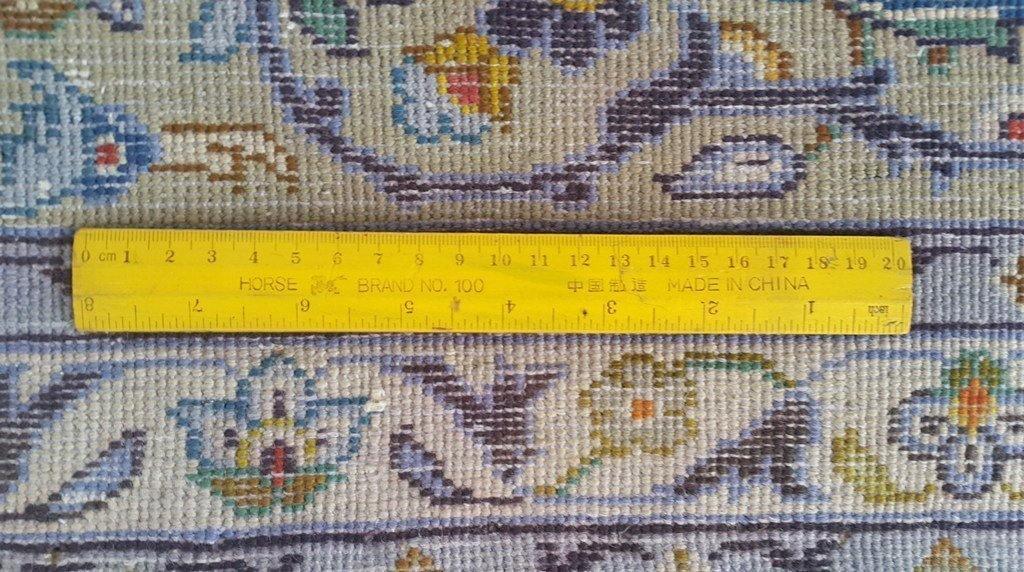 0 cm 1 2 3 4 5 6 7 8 9 10 11 12 13 14 15 16 17 18 19 20
HORSE BRAND NO. 100 中国制造 MADE IN CHINA
8 7 6 5 4 3 2 1 inch